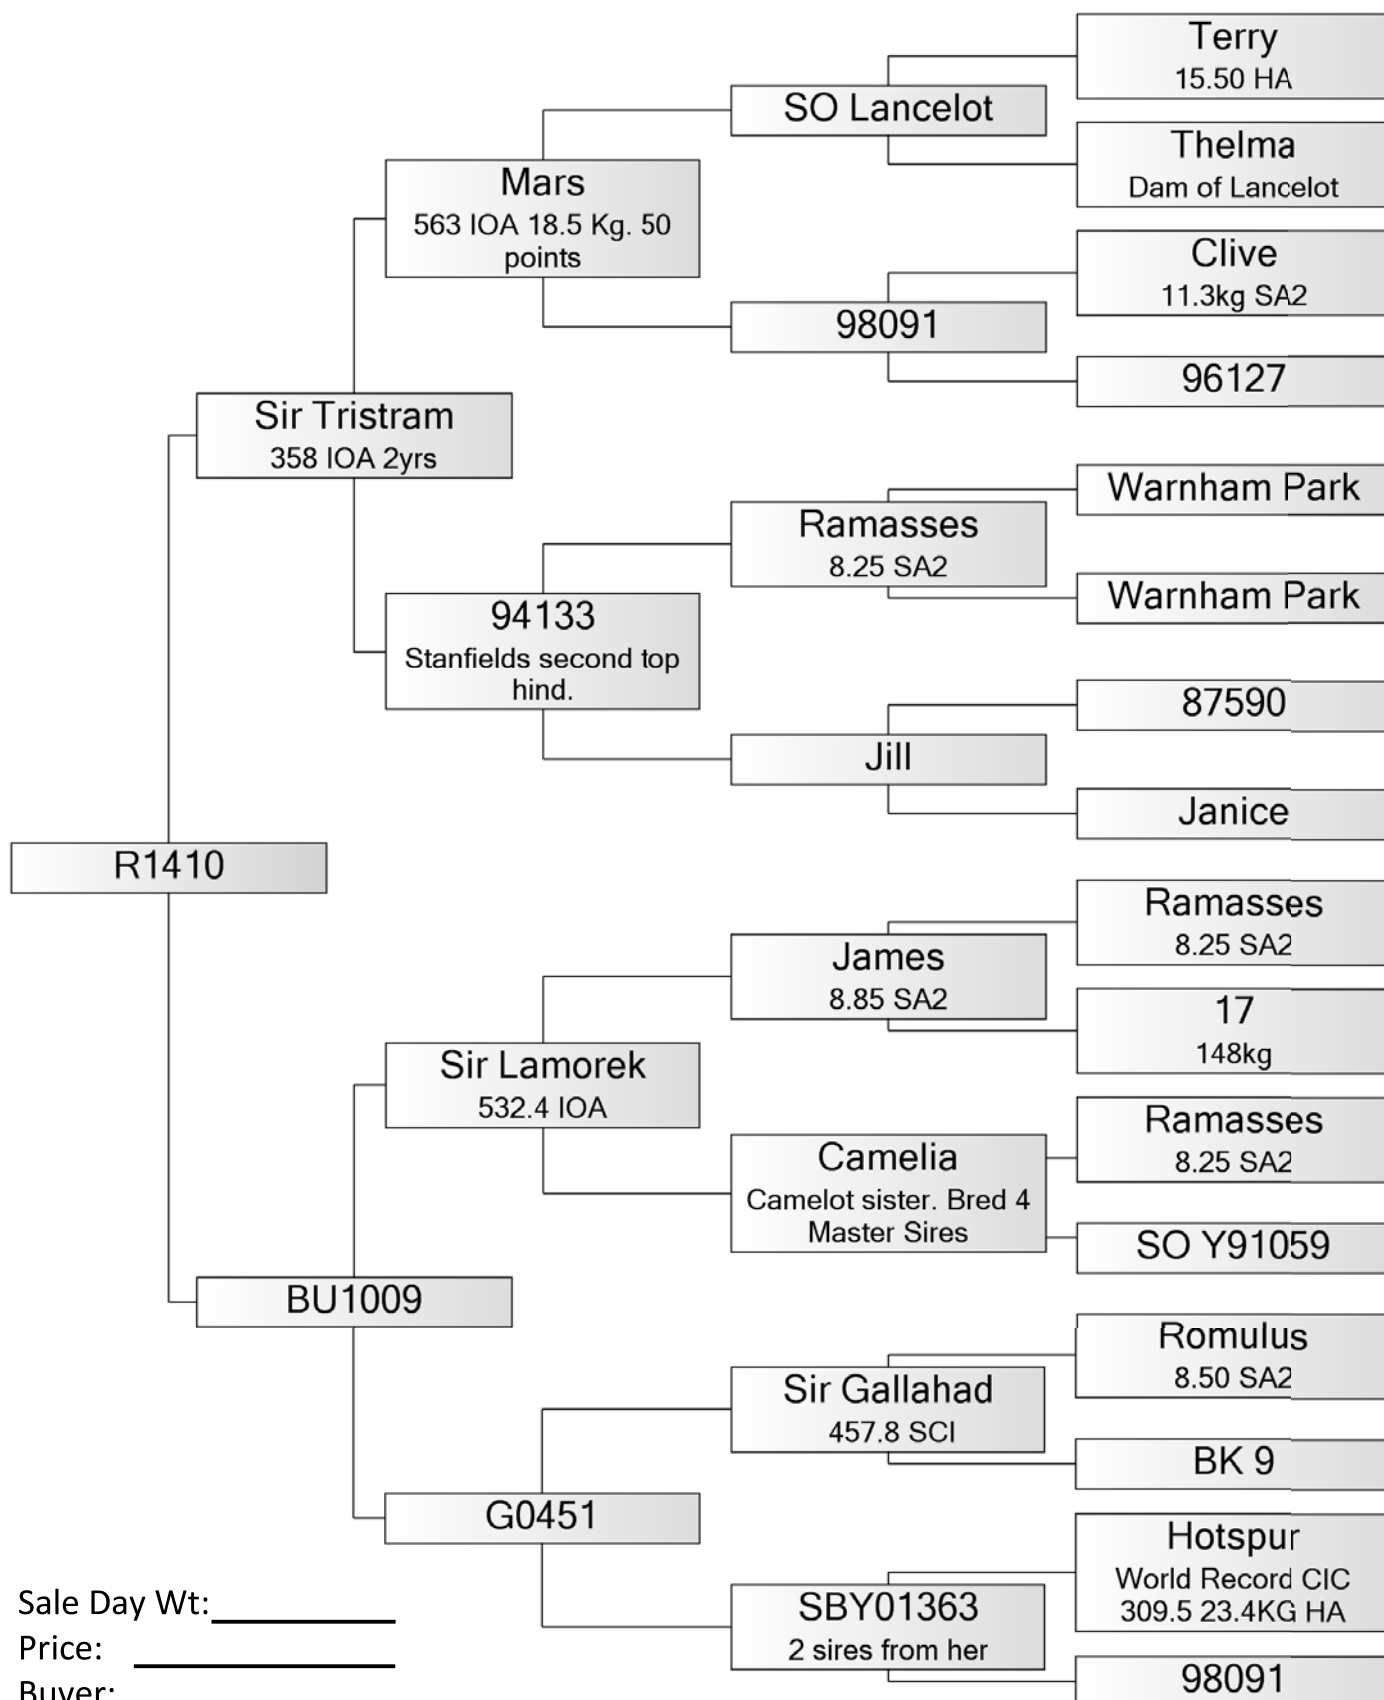 Terry
15.50 HA
SO Lancelot
Thelma
Dam of Lancelot
Mars
563 IOA 18.5 Kg. 50
points
Clive
11.3kg SA2
98091
96127
Sir Tristram
358 IOA 2yrs
Warnham Park
Ramasses
8.25 SA2
Warnham Park
94133
Stanfields second top
hind.
87590
Jill
Janice
R1410
Ramasses
8.25 SA2
James
8.85 SA2
17
148kg
Sir Lamorek
532.4 IOA
Ramasses
8.25 SA2
Camelia
Camelot sister. Bred 4
Master Sires
SO Y91059
BU1009
Romulus
8.50 SA2
Sir Gallahad
457.8 SCI
BK 9
G0451
Hotspur
World Record CIC
309.5 23.4KG HA
SBY01363
2 sires from her
98091
Sale Day Wt:
Price:
Buyer: